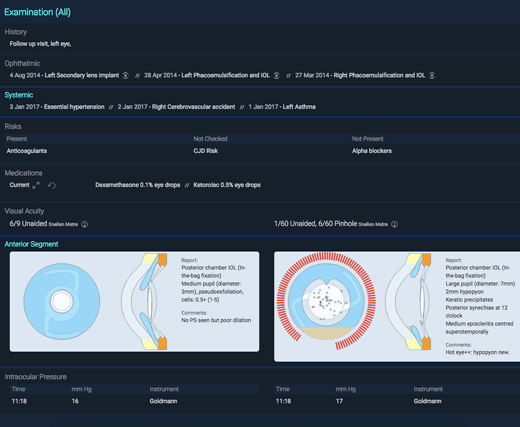 Examination (All)
History
Follow up visit, left eye,
Ophthalmic
4 Aug 2014 - Left Secondary lens implant // 28 Apr 2014 - Left Phacoemulsification and IOL // 27 Mar 2014 - Right Phacoemulsification and IOL
Systemic
3 Jan 2017 - Essential hypertension // 2 Jan 2017 - Right Cerebrovascular accident // 1 Jan 2017 - Left Asthma
Risks
Present Not Checked Not Present
Anticoagulants CJD Risk Alpha blockers
Medications
Current Dexamethasone 0.1% eye drops // Ketorolac 0.5% eye drops
Visual Acuity
6/9 Unaided Snellen Metre 1/60 Unaided, 6/60 Pinhole Snellen Metre
Anterior Segment
Report:
Posterior chamber IOL (In-
the-bag fixation)
Medium pupil (diameter:
3mm), pseudoexfoliation,
cells: 0.5+ (1-5)
Comments:
No PS seen but poor dilation
Report:
Posterior chamber IOL (In-
the-bag fixation)
Large pupil (diameter: 7mm)
2mm hypopyon
Keratic precipitates
Posterior synechiae at 12
o'clock
Medium episcleritis centred
superotemporally
Comments:
Hot eye++: hypopyon new.
Intraocular Pressure
Time mm Hg Instrument Time mm Hg Instrument
11:18 16 Goldmann 11:18 17 Goldmann